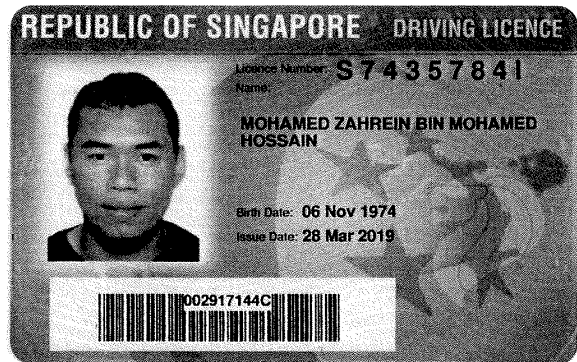 REPUBLIC OF SINGAPORE DRIVING LICENCE
Licence Number: S7435784I
Name:
MOHAMED ZAHREIN BIN MOHAMED
HOSSAIN
Birth Date: 06 Nov 1974
Issue Date: 28 Mar 2019
002917144C